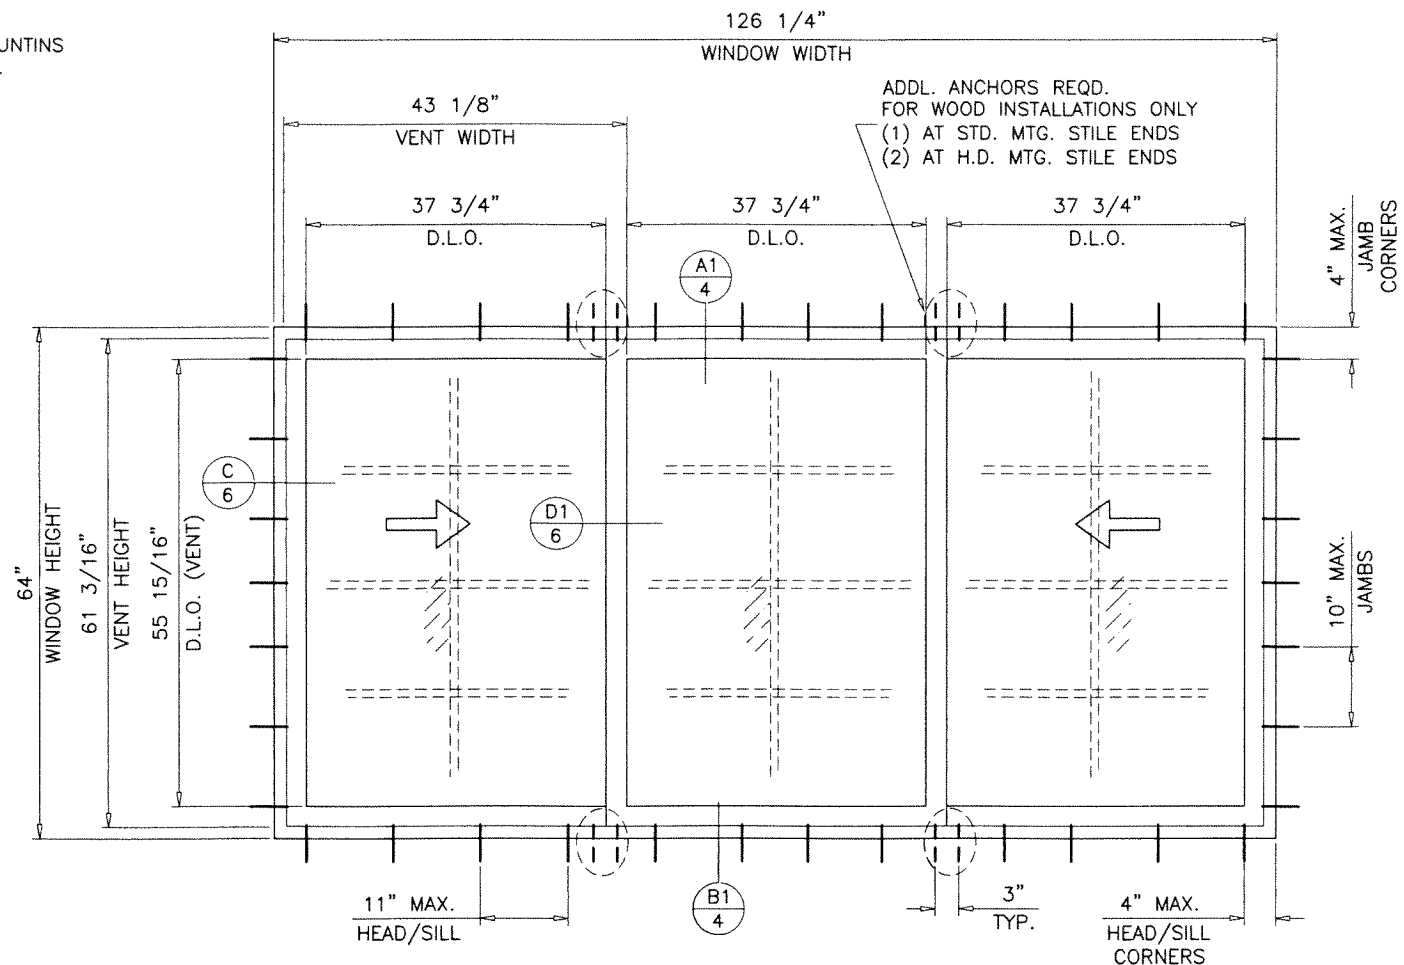 UNTINS
126 1/4"
WINDOW WIDTH
ADDL. ANCHORS REQD.
FOR WOOD INSTALLATIONS ONLY
(1) AT STD. MTG. STILE ENDS
(2) AT H.D. MTG. STILE ENDS
43 1/8"
VENT WIDTH
37 3/4"
D.L.O.
37 3/4"
D.L.O.
37 3/4"
D.L.O.
4" MAX.
JAMB
CORNERS
A1
4
C
6
D1
6
64"
WINDOW HEIGHT
61 3/16"
VENT HEIGHT
55 15/16"
D.L.O. (VENT)
10" MAX.
JAMBS
11" MAX.
HEAD/SILL
B1
4
3"
TYP.
4" MAX.
HEAD/SILL
CORNERS